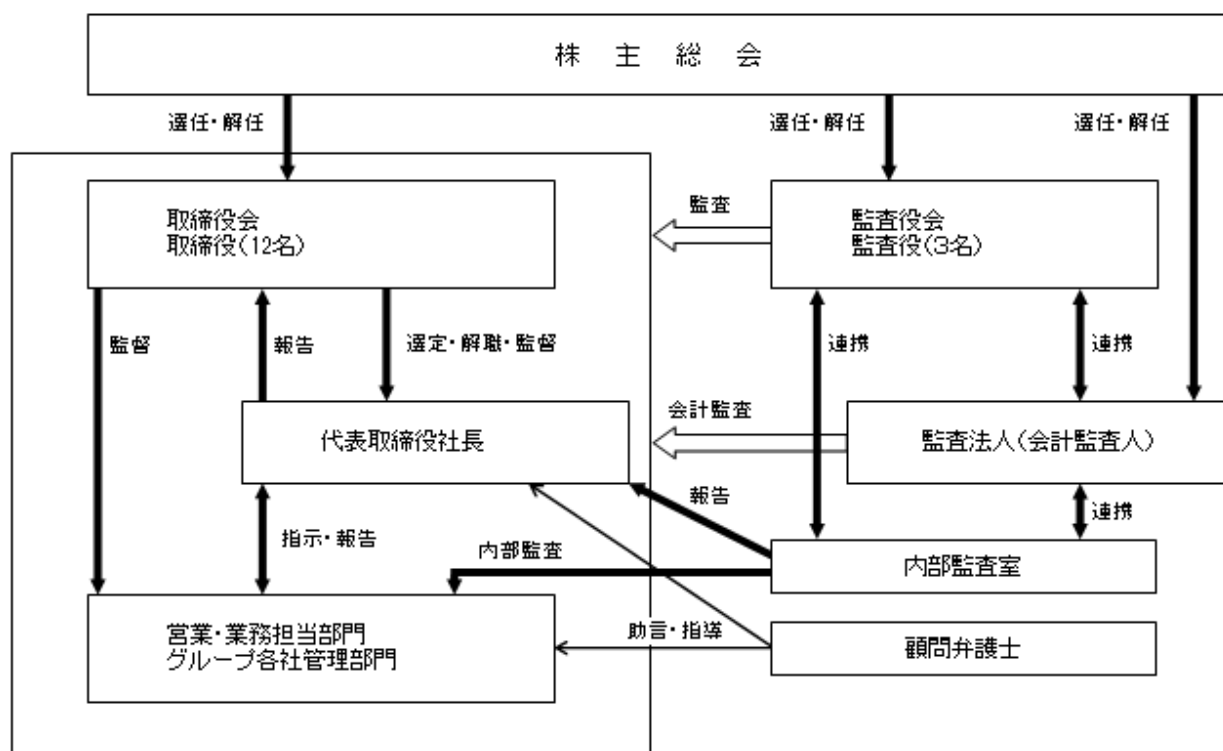 株 主 総 会
選任・解任
選任・解任
選任・解任
取締役会
取締役(12名)
監査
監査役会
監査役(3名)
監督
報告
選定・解職・監督
連携
連携
会計監査
代表取締役社長
監査法人(会計監査人)
報告
連携
指示・報告
内部監査
内部監査室
営業・業務担当部門
グループ各社管理部門
助言・指導
顧問弁護士